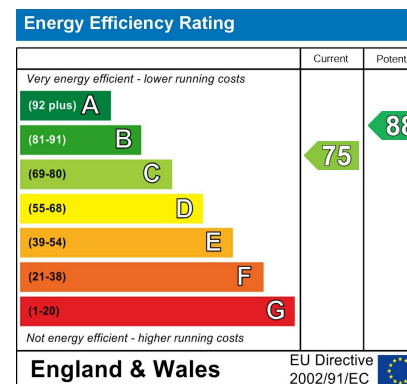 Energy Efficiency Rating
Current Potent
Very energy efficient - lower running costs
(92 plus) A
(81-91) B
(69-80) C
(55-68) D
(39-54) E
(21-38) F
(1-20) G
75
88
Not energy efficient - higher running costs
England & Wales
EU Directive
2002/91/EC